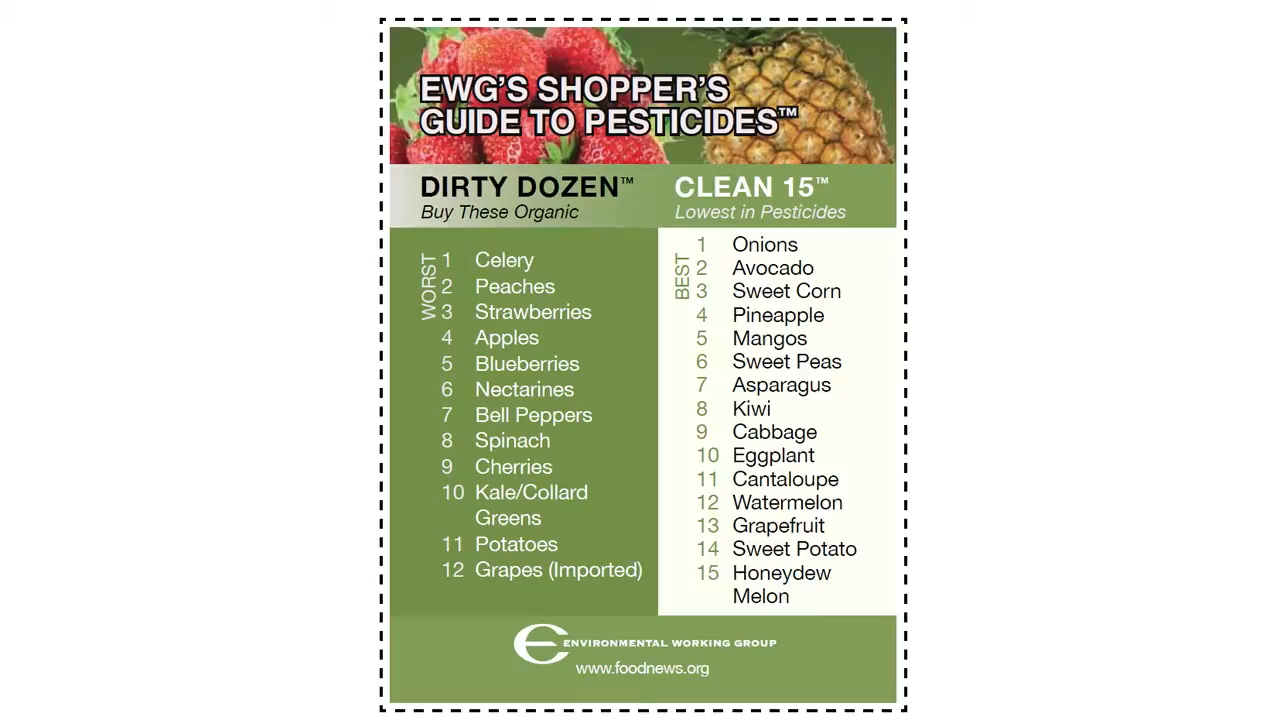 EWG'S SHOPPER'S
GUIDE TO PESTICIDES™
DIRTY DOZEN™
Buy These Organic
WORST
1 Celery
2 Peaches
3 Strawberries
4 Apples
5 Blueberries
6 Nectarines
7 Bell Peppers
8 Spinach
9 Cherries
10 Kale/Collard
Greens
11 Potatoes
12 Grapes (Imported)
CLEAN 15™
Lowest in Pesticides
BEST
1 Onions
2 Avocado
3 Sweet Corn
4 Pineapple
5 Mangos
6 Sweet Peas
7 Asparagus
8 Kiwi
9 Cabbage
10 Eggplant
11 Cantaloupe
12 Watermelon
13 Grapefruit
14 Sweet Potato
15 Honeydew
Melon
ENVIRONMENTAL WORKING GROUP
www.foodnews.org